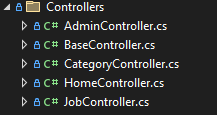 Controllers
C# AdminController.cs
C# BaseController.cs
C# CategoryController.cs
C# HomeController.cs
C# JobController.cs